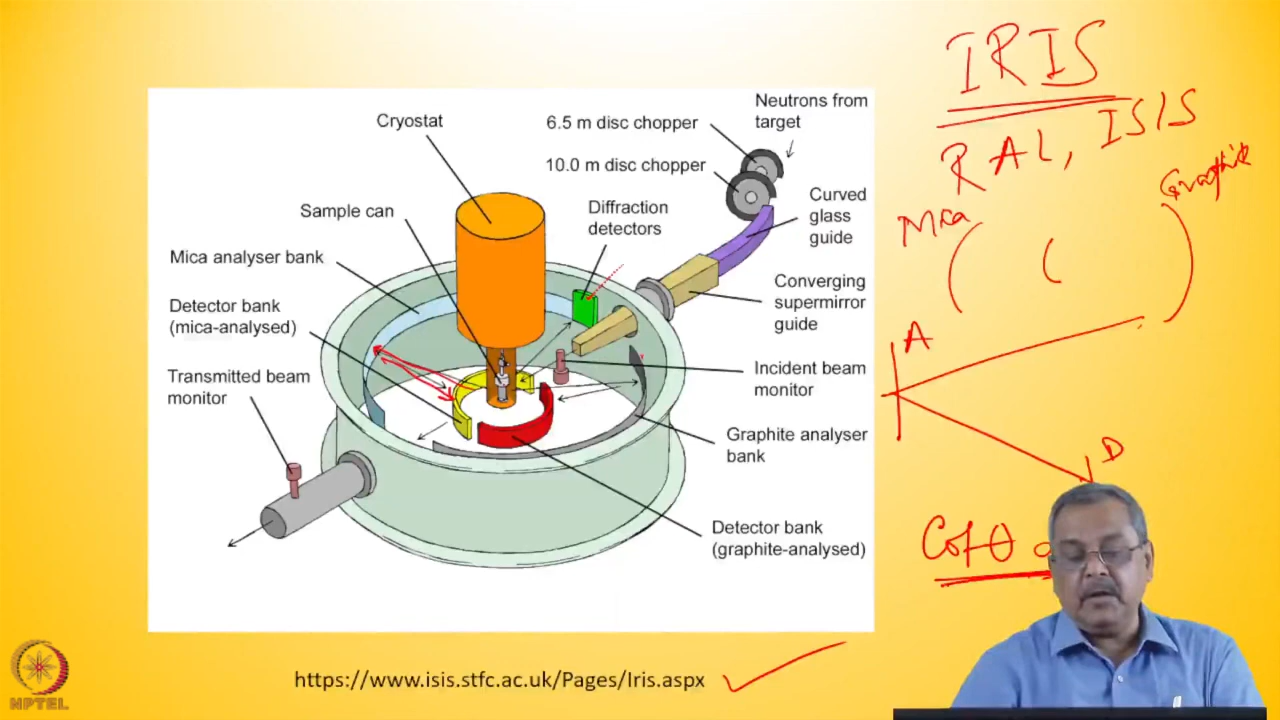 IRIS
RAL, ISIS
Mica
Graphite
A
D
Cot θ
Neutrons from
target
6.5 m disc chopper
10.0 m disc chopper
Cryostat
Sample can
Diffraction
detectors
Curved
glass
guide
Mica analyser bank
Converging
supermirror
guide
Detector bank
(mica-analysed)
Transmitted beam
monitor
Incident beam
monitor
Graphite analyser
bank
Detector bank
(graphite-analysed)
https://www.isis.stfc.ac.uk/Pages/Iris.aspx
NPTEL